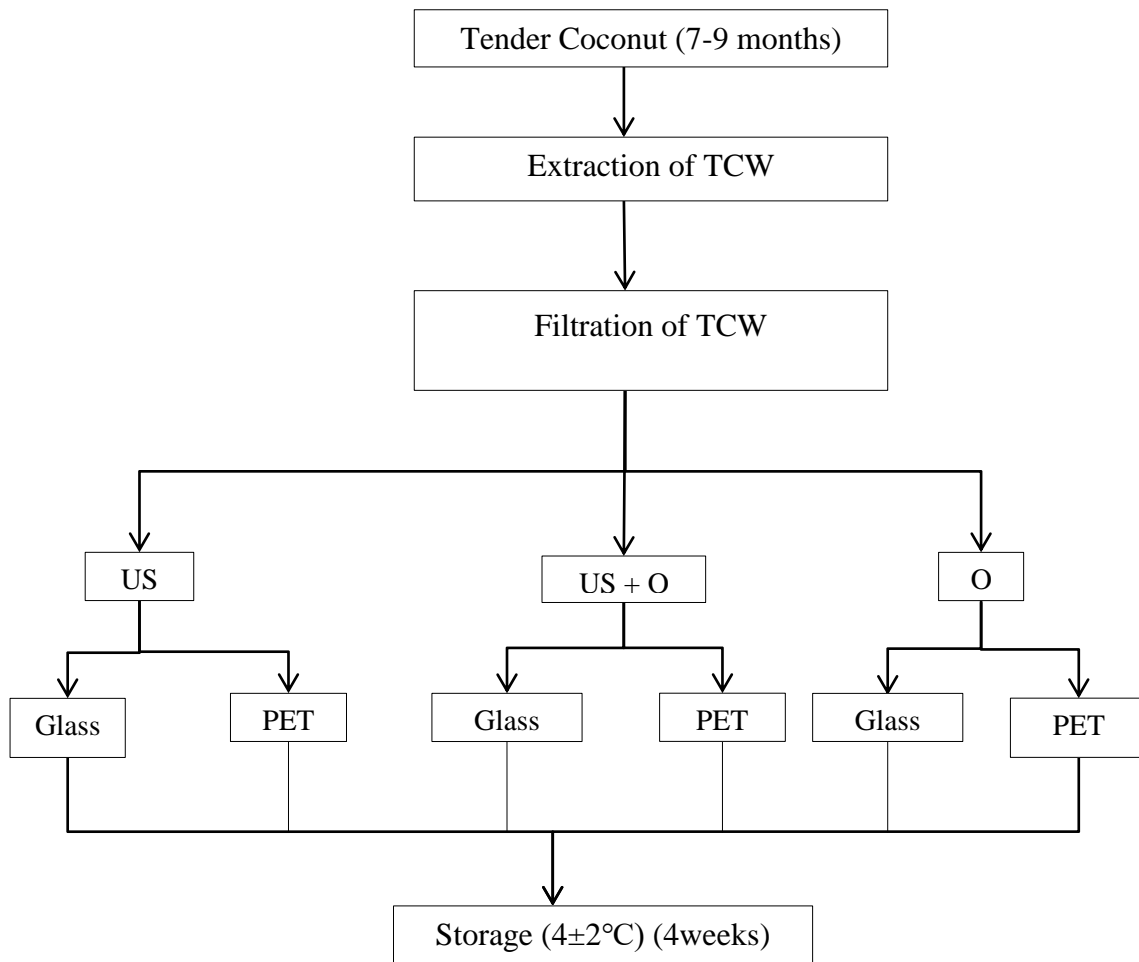 Tender Coconut (7-9 months)
Extraction of TCW
Filtration of TCW
US
US + O
O
Glass
PET
Glass
PET
Glass
PET
Storage (4±2°C) (4weeks)